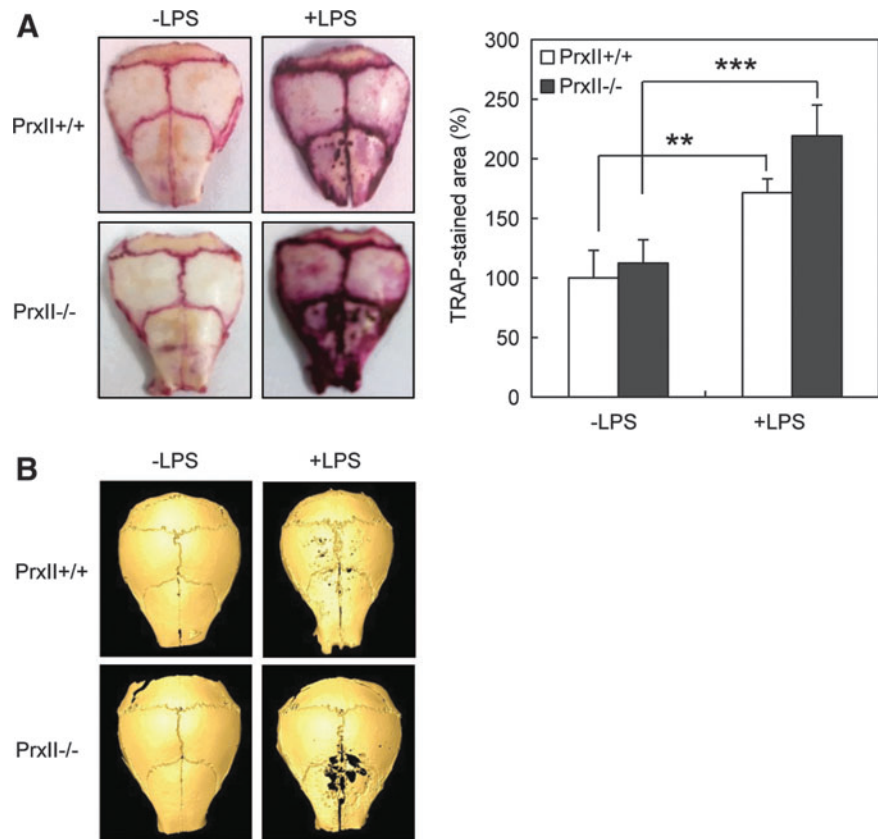 A
-LPS +LPS
PrxII+/+
PrxII-/-
300
250
200
150
100
50
0
TRAP-stained area (%)
PrxII+/+
PrxII-/-
**
***
-LPS +LPS
B
-LPS +LPS
PrxII+/+
PrxII-/-